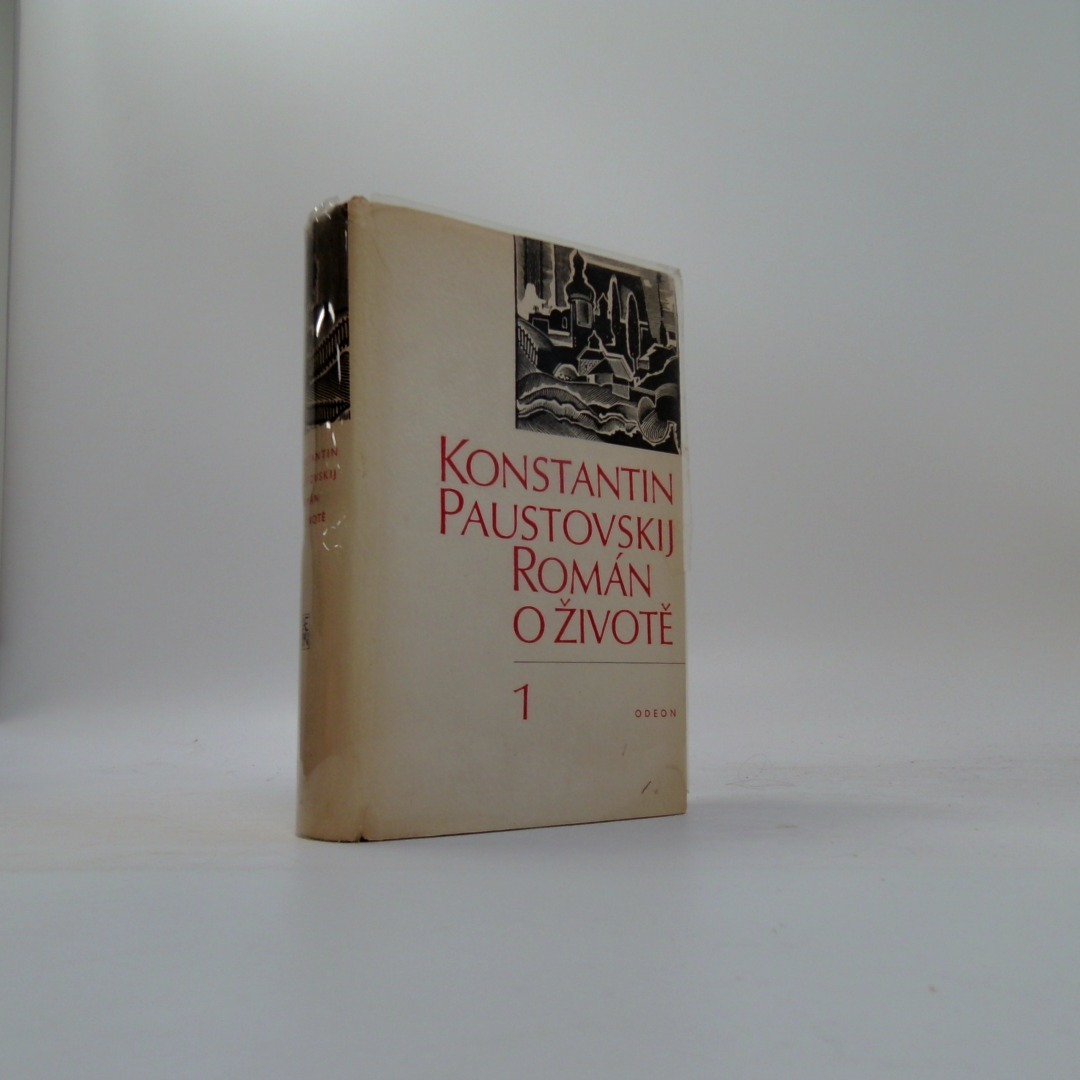 KONSTANTIN
PAUSTOVSKIJ
ROMÁN
O ŽIVOTĚ
1
ODEON